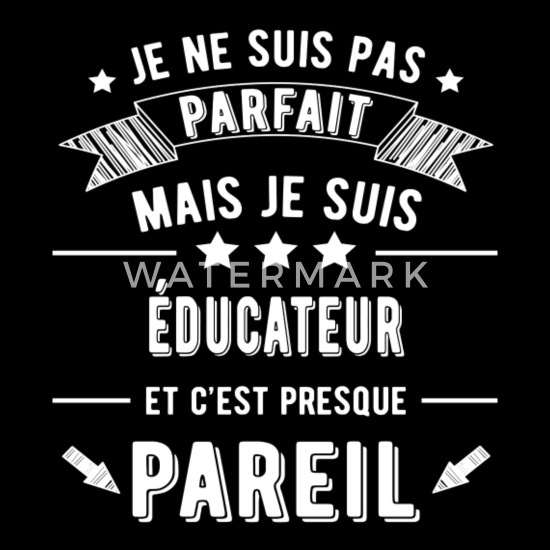 JE NE SUIS PAS
PARFAIT
MAIS JE SUIS
WATERMARK
ÉDUCATEUR
ET C'EST PRESQUE
PAREIL